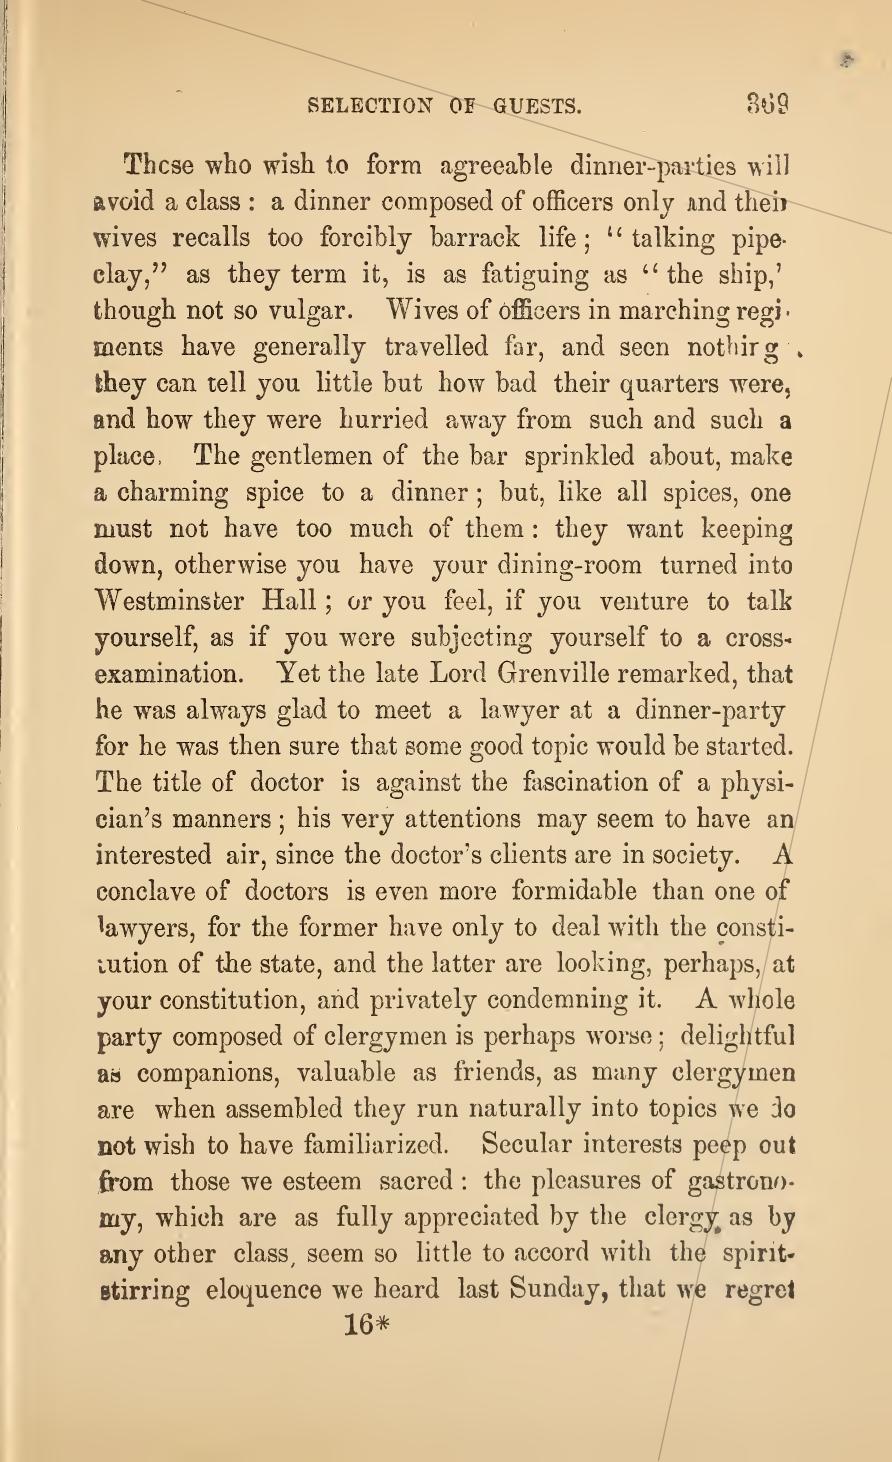 SELECTION OF GUESTS. 369
Those who wish to form agreeable dinner-parties will
avoid a class : a dinner composed of officers only and their
wives recalls too forcibly barrack life ; “ talking pipe-
clay,” as they term it, is as fatiguing as “ the ship,’
though not so vulgar. Wives of officers in marching regi-
ments have generally travelled far, and seen nothing .
they can tell you little but how bad their quarters were,
and how they were hurried away from such and such a
place. The gentlemen of the bar sprinkled about, make
a charming spice to a dinner ; but, like all spices, one
must not have too much of them : they want keeping
down, otherwise you have your dining-room turned into
Westminster Hall ; or you feel, if you venture to talk
yourself, as if you were subjecting yourself to a cross-
examination. Yet the late Lord Grenville remarked, that
he was always glad to meet a lawyer at a dinner-party
for he was then sure that some good topic would be started.
The title of doctor is against the fascination of a physi-
cian’s manners ; his very attentions may seem to have an
interested air, since the doctor’s clients are in society. A
conclave of doctors is even more formidable than one of
lawyers, for the former have only to deal with the consti-
tution of the state, and the latter are looking, perhaps, at
your constitution, and privately condemning it. A whole
party composed of clergymen is perhaps worse ; delightful
as companions, valuable as friends, as many clergymen
are when assembled they run naturally into topics we do
not wish to have familiarized. Secular interests peep out
from those we esteem sacred : the pleasures of gastrono-
my, which are as fully appreciated by the clergy, as by
any other class, seem so little to accord with the spirit-
stirring eloquence we heard last Sunday, that we regret
16*